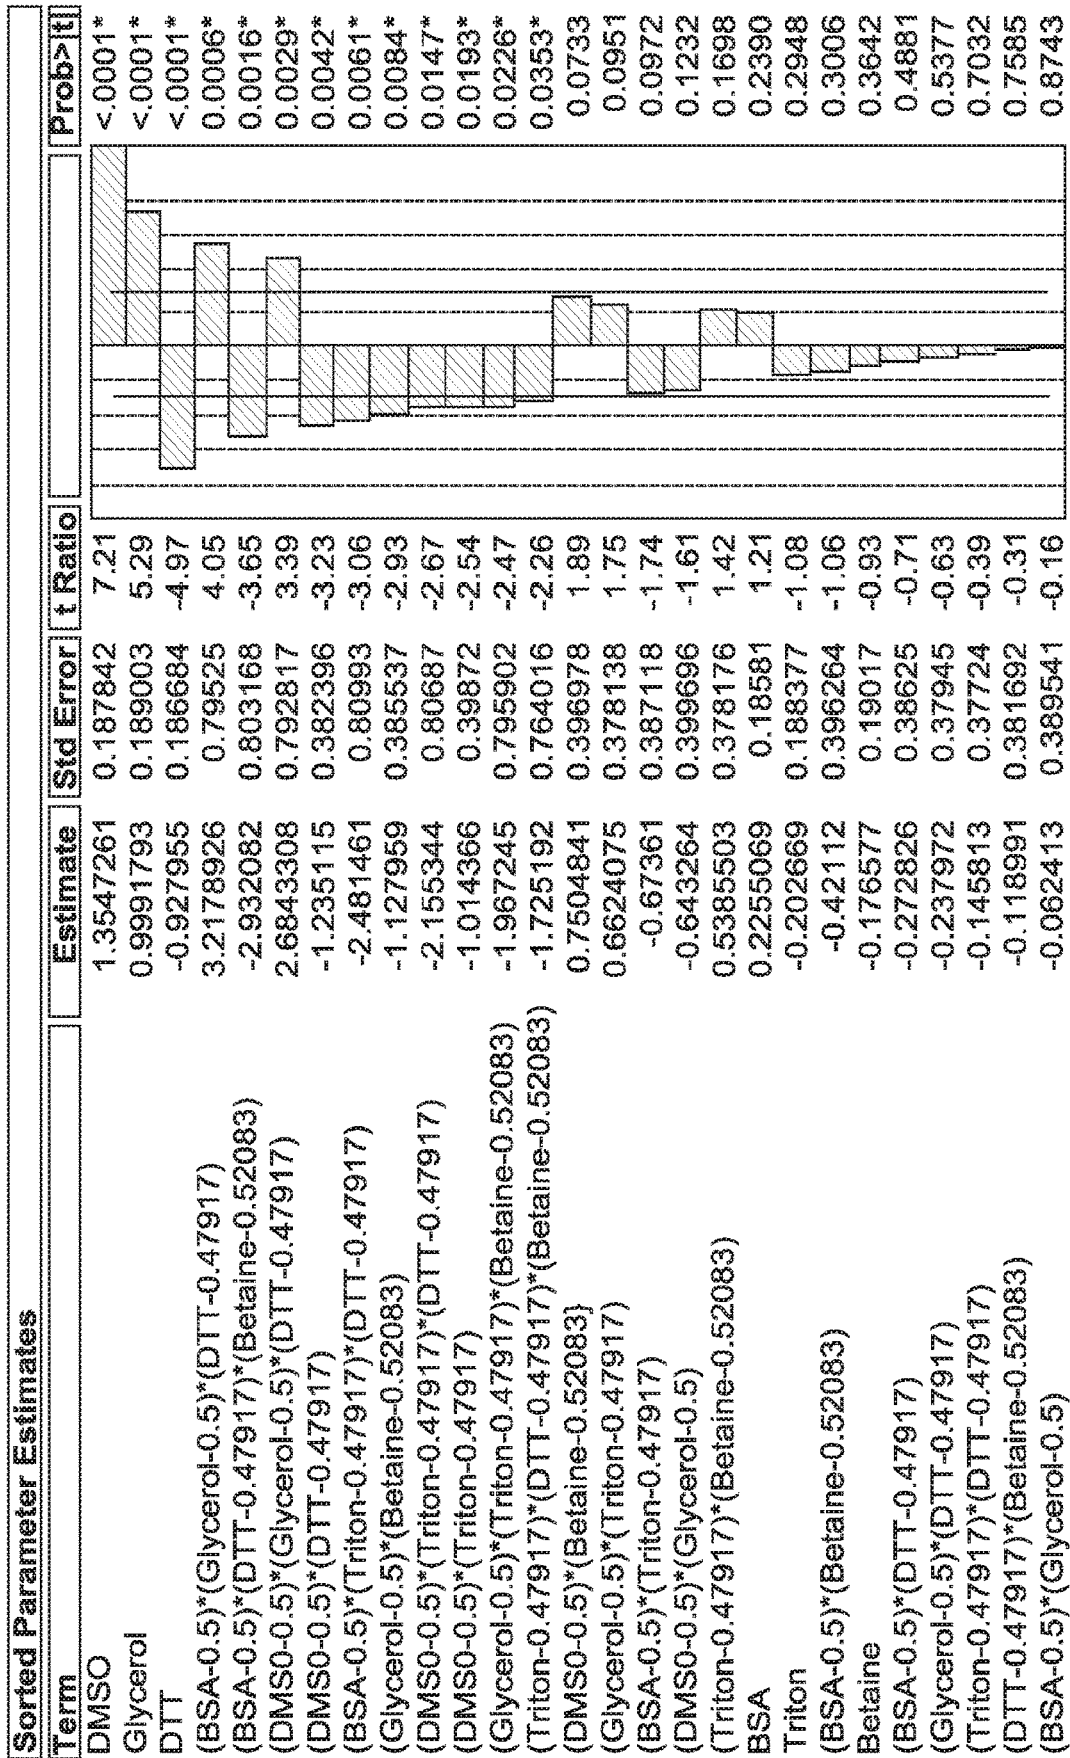 Sorted Parameter Estimates
Term Estimate Std Error t Ratio Prob>|t|
DMSO 1.3547261 0.187842 7.21 <.0001*
Glycerol 0.9991793 0.189003 5.29 <.0001*
DTT -0.927955 0.186684 -4.97 <.0001*
(BSA-0.5)*(Glycerol-0.5)*(DTT-0.47917) 3.2178926 0.79525 4.05 0.0006*
(BSA-0.5)*(DTT-0.47917)*(Betaine-0.52083) -2.932082 0.803168 -3.65 0.0016*
(DMS0-0.5)*(Glycerol-0.5)*(DTT-0.47917) 2.6843308 0.792817 3.39 0.0029*
(DMS0-0.5)*(DTT-0.47917) -1.235115 0.382396 -3.23 0.0042*
(BSA-0.5)*(Triton-0.47917)*(DTT-0.47917) -2.481461 0.80993 -3.06 0.0061*
(Glycerol-0.5)*(Betaine-0.52083) -1.127959 0.385537 -2.93 0.0084*
(DMS0-0.5)*(Triton-0.47917)*(DTT-0.47917) -2.155344 0.80687 -2.67 0.0147*
(DMS0-0.5)*(Triton-0.47917) -1.014366 0.39872 -2.54 0.0193*
(Glycerol-0.5)*(Triton-0.47917)*(Betaine-0.52083) -1.967245 0.795902 -2.47 0.0226*
(Triton-0.47917)*(DTT-0.47917)*(Betaine-0.52083) -1.725192 0.764016 -2.26 0.0353*
(DMS0-0.5)*(Betaine-0.52083) 0.7504841 0.396978 1.89 0.0733
(Glycerol-0.5)*(Triton-0.47917) 0.6624075 0.378138 1.75 0.0951
(BSA-0.5)*(Triton-0.47917) -0.67361 0.387118 -1.74 0.0972
(DMS0-0.5)*(Glycerol-0.5) -0.643264 0.399696 -1.61 0.1232
(Triton-0.47917)*(Betaine-0.52083) 0.5385503 0.378176 1.42 0.1698
BSA 0.2255069 0.18581 1.21 0.2390
Triton -0.202669 0.188377 -1.08 0.2948
(BSA-0.5)*(Betaine-0.52083) -0.42112 0.396264 -1.06 0.3006
Betaine -0.176577 0.19017 -0.93 0.3642
(BSA-0.5)*(DTT-0.47917) -0.272826 0.38625 -0.71 0.4881
(Glycerol-0.5)*(DTT-0.47917) -0.237972 0.37945 -0.63 0.5377
(Triton-0.47917)*(DTT-0.47917) -0.145813 0.37724 -0.39 0.7032
(DTT-0.47917)*(Betaine-0.52083) -0.118991 0.381692 -0.31 0.7585
(BSA-0.5)*(Glycerol-0.5) -0.062413 0.389541 -0.16 0.8743